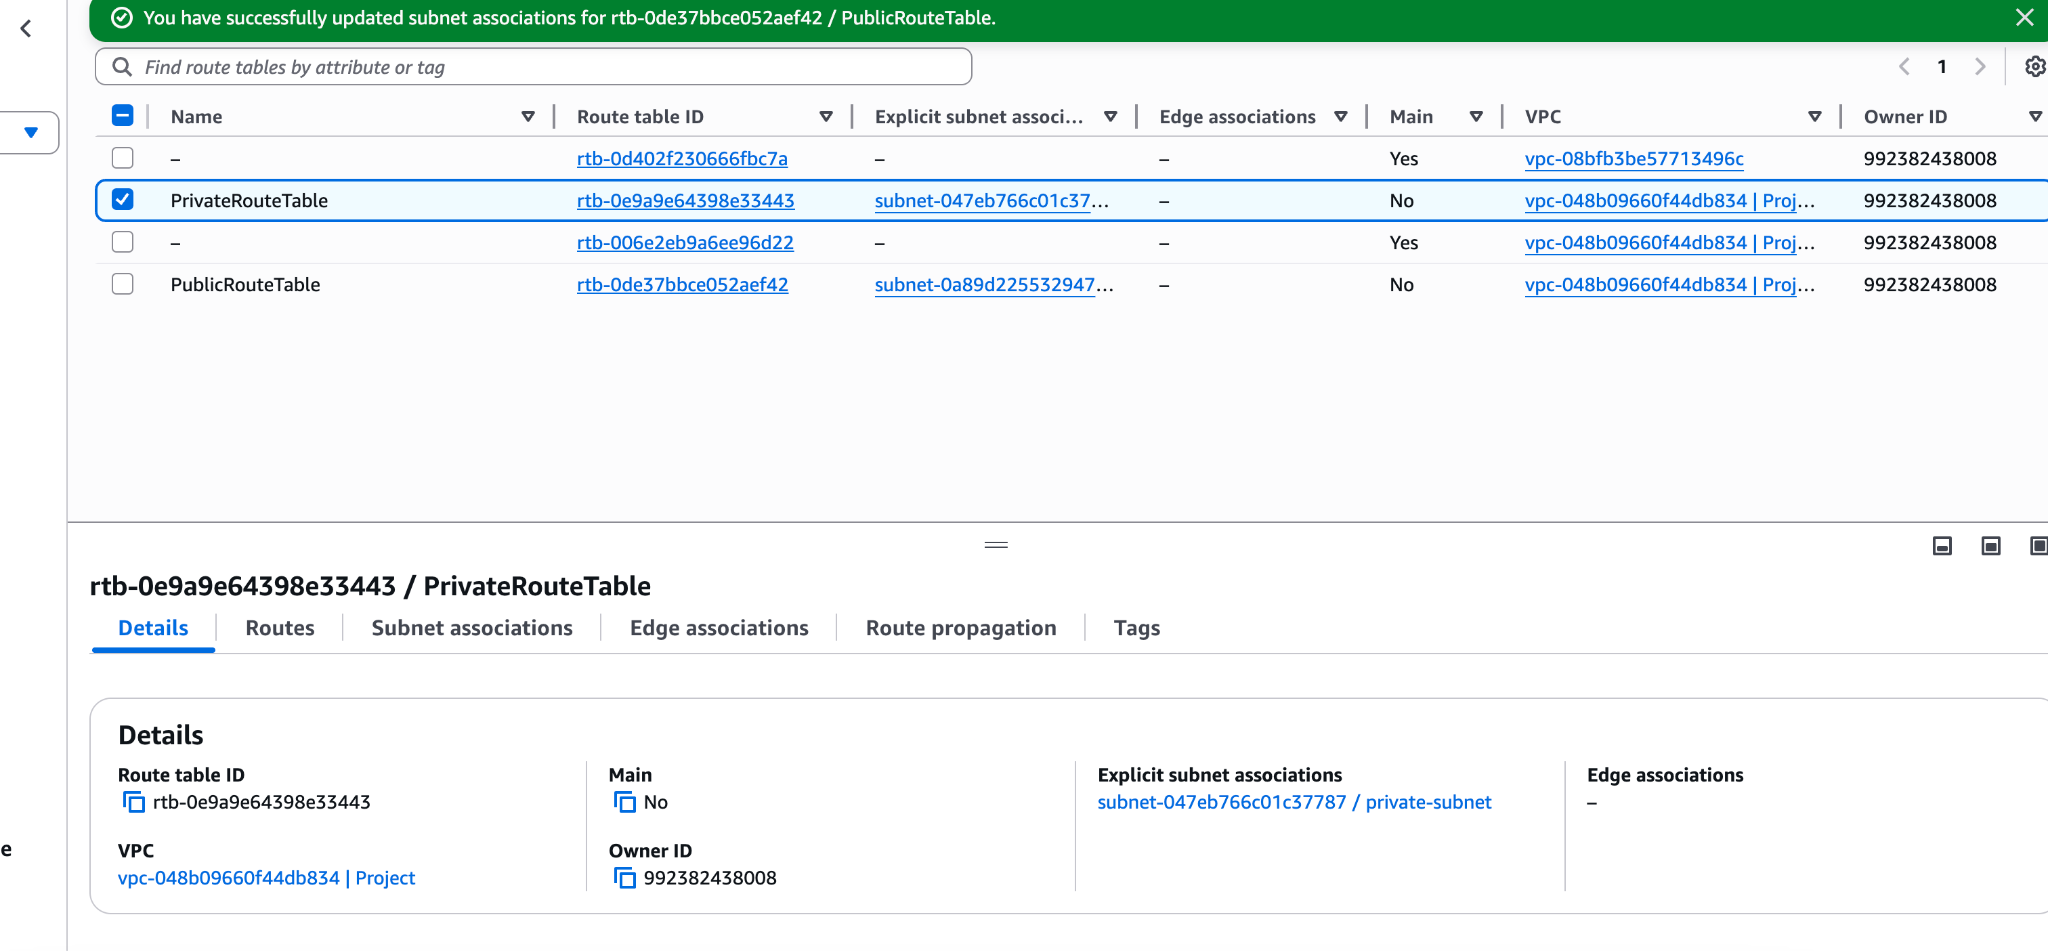 You have successfully updated subnet associations for rtb-0de37bbce052aef42 / PublicRouteTable.
Find route tables by attribute or tag
1
Name Route table ID Explicit subnet associ... Edge associations Main VPC Owner ID
– rtb-0d402f230666fbc7a – – Yes vpc-08bfb3be57713496c 992382438008
PrivateRouteTable rtb-0e9a9e64398e33443 subnet-047eb766c01c37... – No vpc-048b09660f44db834 | Proj... 992382438008
– rtb-006e2eb9a6ee96d22 – – Yes vpc-048b09660f44db834 | Proj... 992382438008
PublicRouteTable rtb-0de37bbce052aef42 subnet-0a89d225532947... – No vpc-048b09660f44db834 | Proj... 992382438008
rtb-0e9a9e64398e33443 / PrivateRouteTable
Details Routes Subnet associations Edge associations Route propagation Tags
Details
Route table ID Main Explicit subnet associations Edge associations
rtb-0e9a9e64398e33443 No subnet-047eb766c01c37787 / private-subnet –
e
VPC Owner ID
vpc-048b09660f44db834 | Project 992382438008